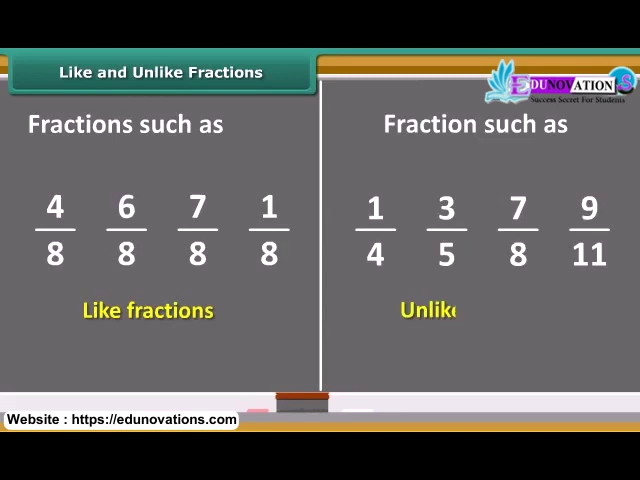 Like and Unlike Fractions
EDUNOVATIONS
Success Secret For Students
Fractions such as
4/8 6/8 7/8 1/8
Like fractions
Fraction such as
1/4 3/5 7/8 9/11
Unlike
Website : https://edunovations.com